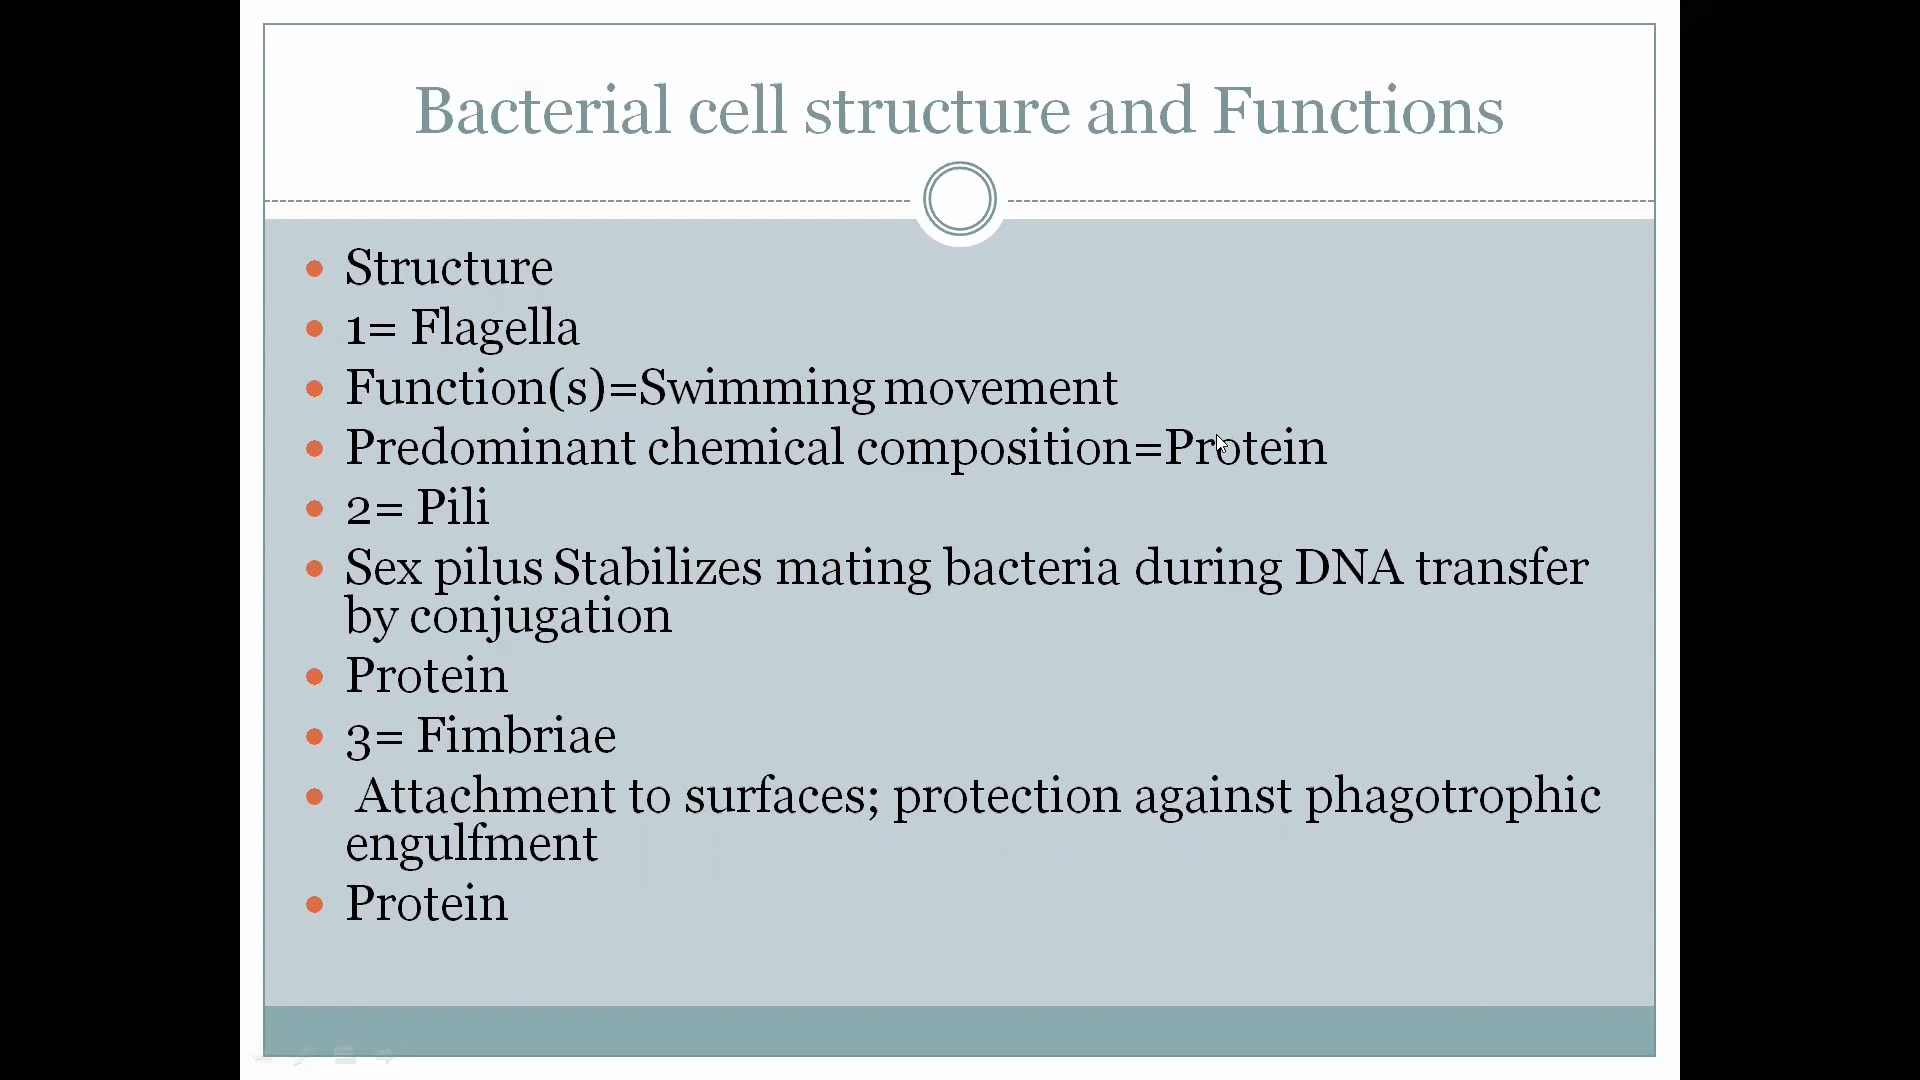 Bacterial cell structure and Functions
• Structure
• 1= Flagella
• Function(s)=Swimming movement
• Predominant chemical composition=Protein
• 2= Pili
• Sex pilus Stabilizes mating bacteria during DNA transfer
by conjugation
• Protein
• 3= Fimbriae
• Attachment to surfaces; protection against phagotrophic
engulfment
• Protein